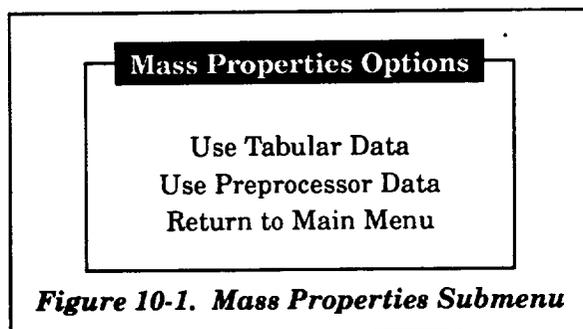 Mass Properties Options
Use Tabular Data
Use Preprocessor Data
Return to Main Menu
Figure 10-1. Mass Properties Submenu